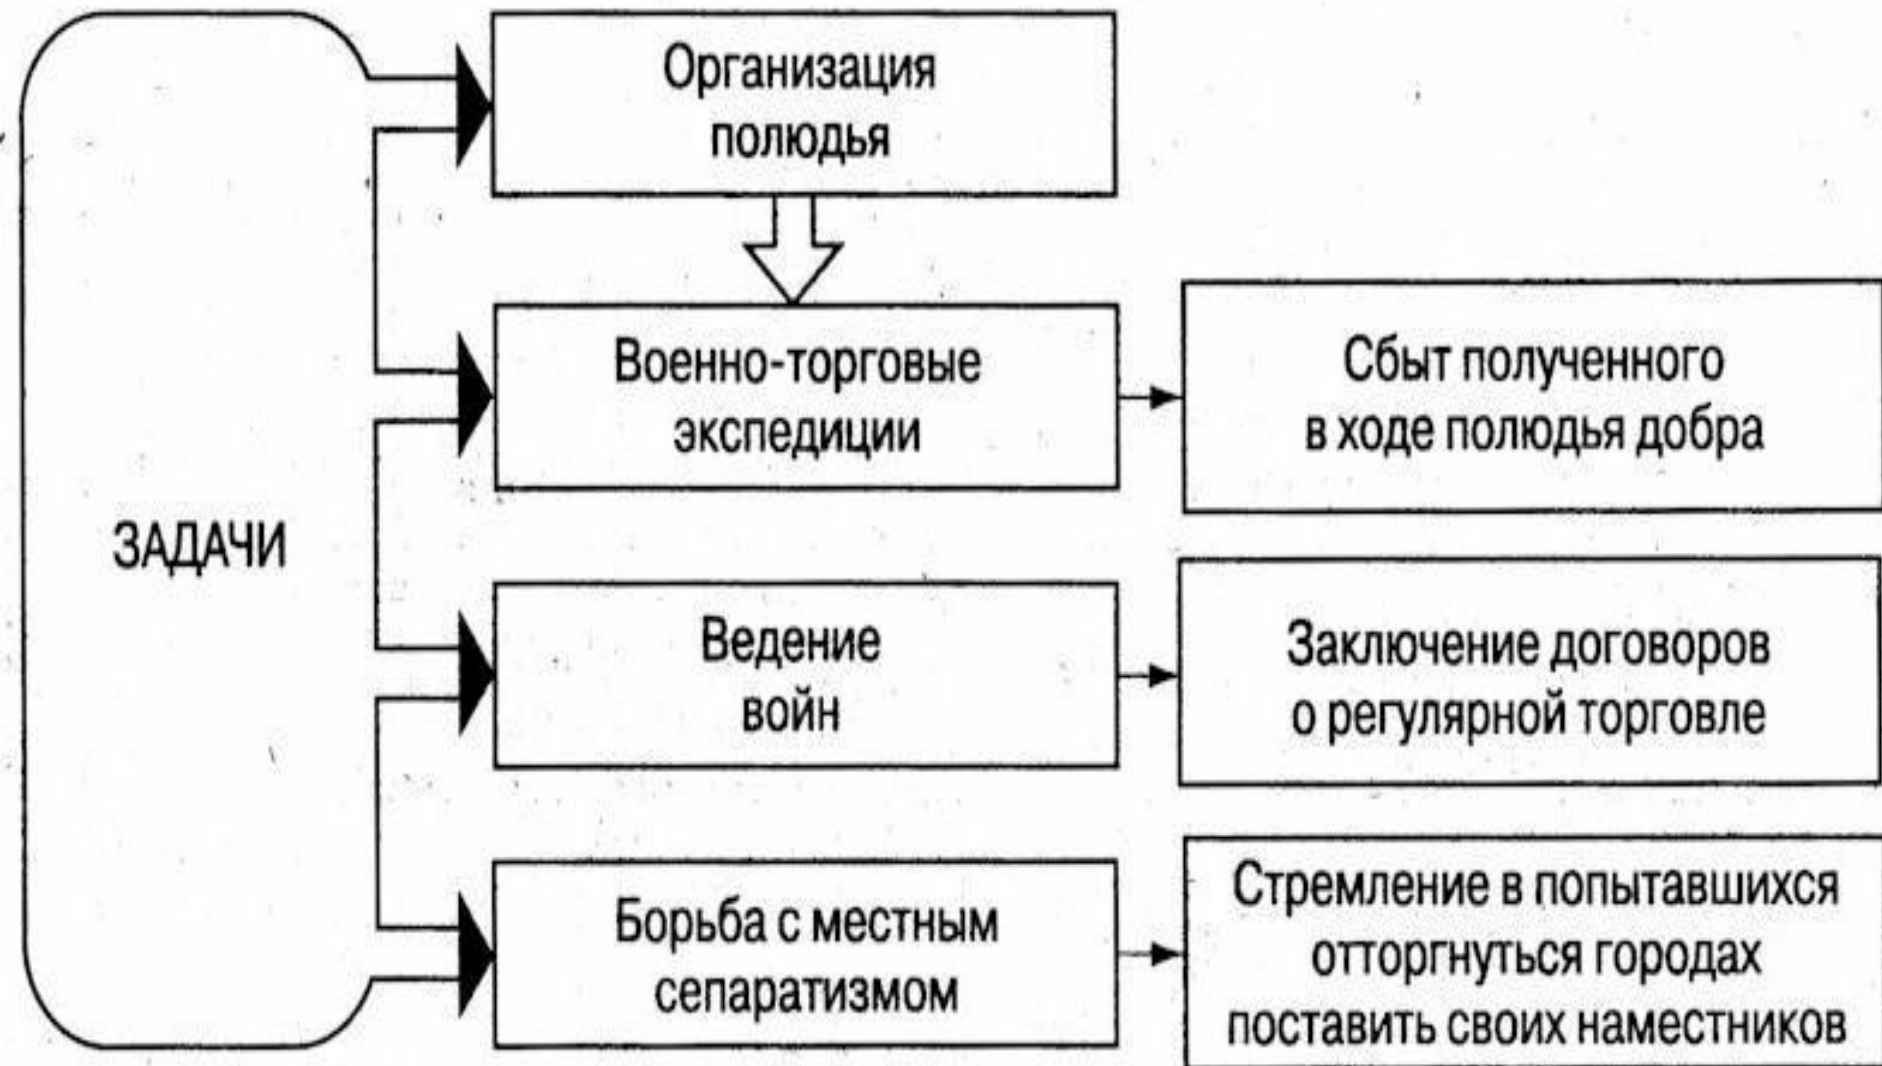 ЗАДАЧИ
Организация
полюдья
Военно-торговые
экспедиции
Сбыт полученного
в ходе полюдья добра
Ведение
войн
Заключение договоров
о регулярной торговле
Борьба с местным
сепаратизмом
Стремление в попытавшихся
отторгнуться городах
поставить своих наместников